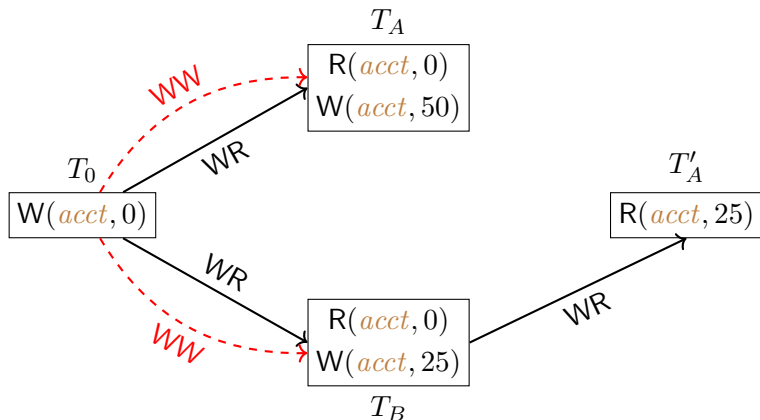 T_A
R(acct, 0)
W(acct, 50)
WW
WR
T_0
W(acct, 0)
T'_A
R(acct, 25)
WR
WW
R(acct, 0)
W(acct, 25)
WR
T_B